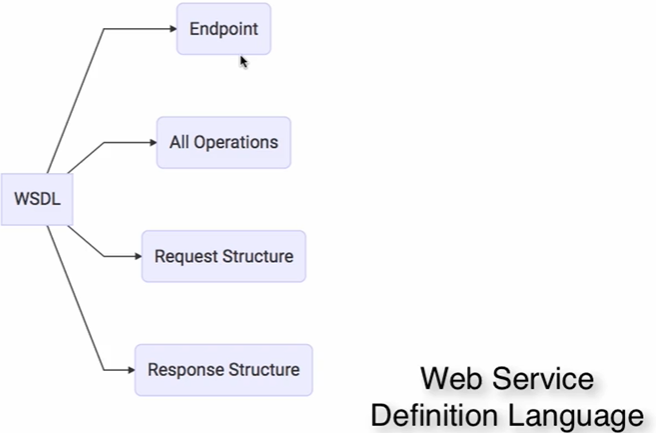 Endpoint
All Operations
WSDL
Request Structure
Response Structure
Web Service
Definition Language